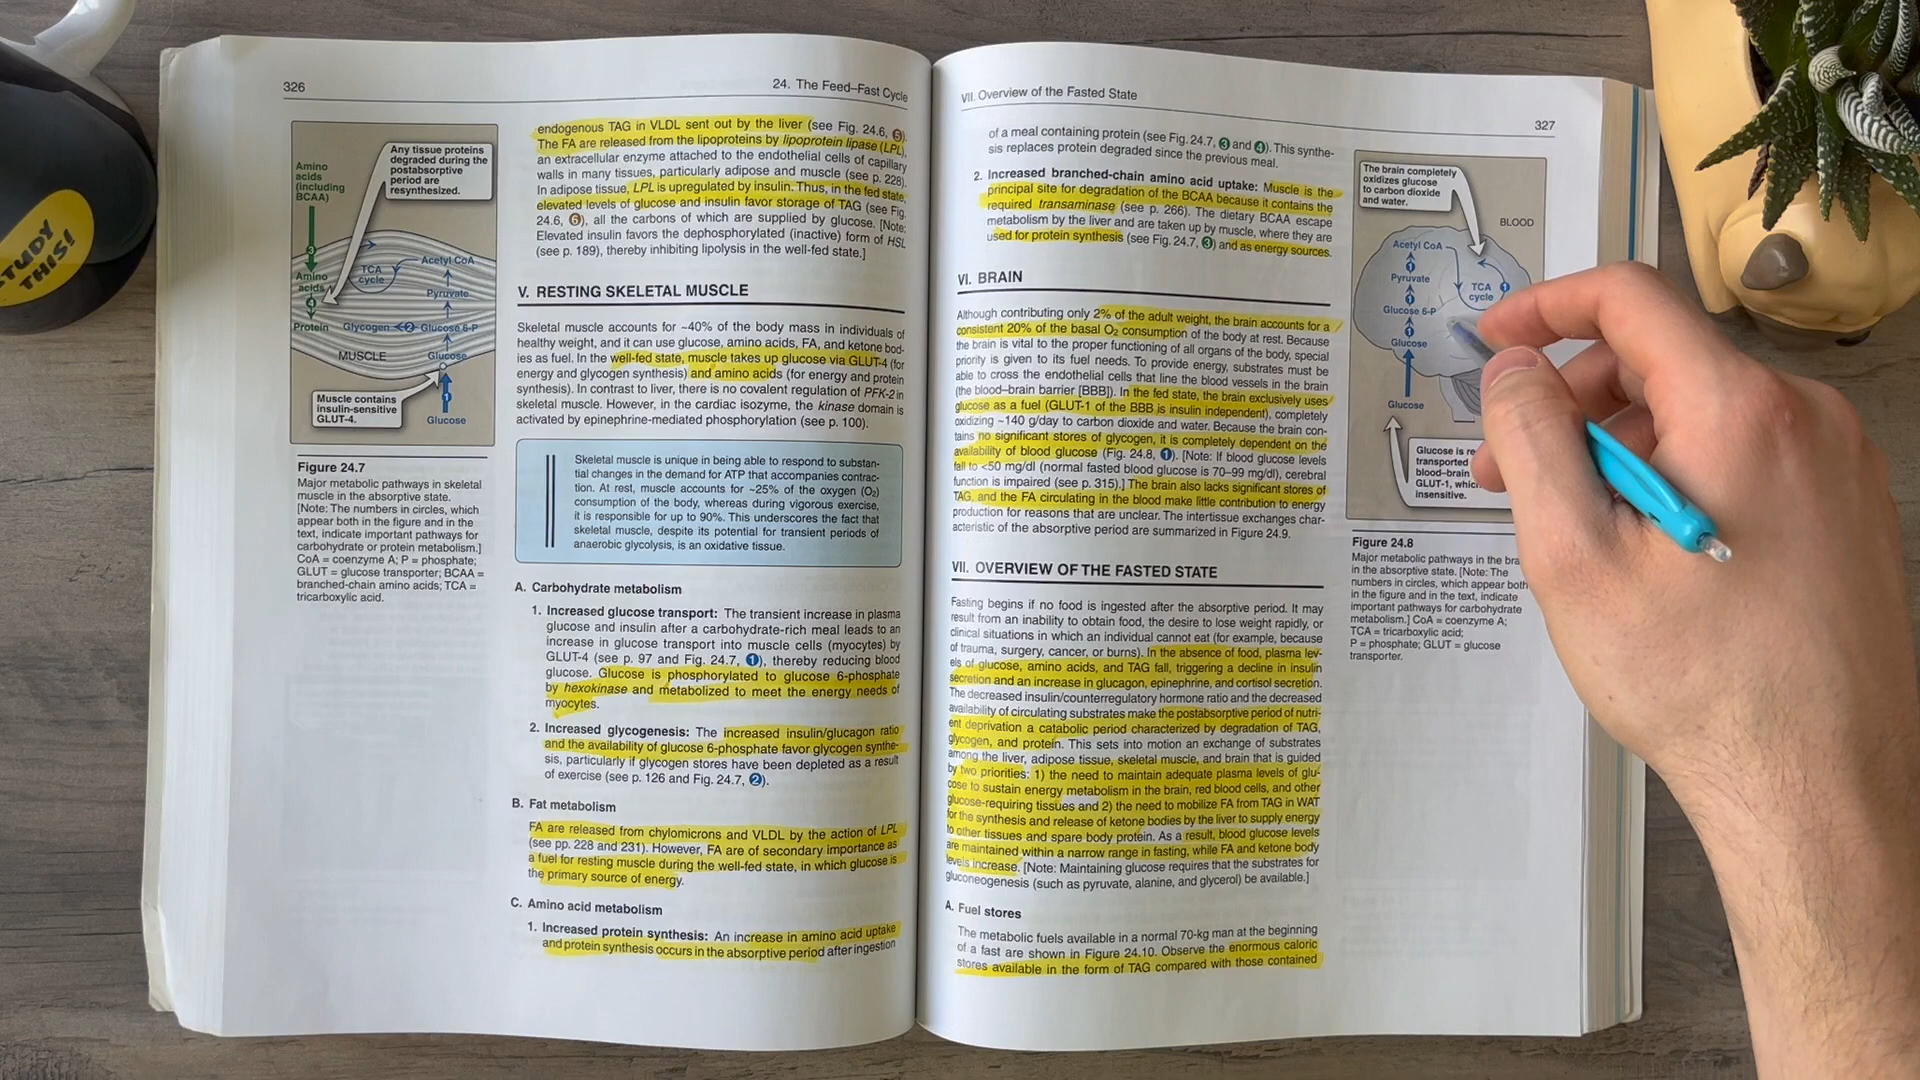 STUDY
THIS!
326
24. The Feed–Fast Cycle
Any tissue proteins
degraded during the
postabsorptive
period are
resynthesized.
Amino
acids
(including
BCAA)
3
Amino
acids
4
Protein
TCA
cycle
Acetyl CoA
Pyruvate
Glycogen
2
Glucose 6-P
MUSCLE
Glucose
1
Glucose
Muscle contains
insulin-sensitive
GLUT-4.
Figure 24.7
Major metabolic pathways in skeletal
muscle in the absorptive state.
[Note: The numbers in circles, which
appear both in the figure and in the
text, indicate important pathways for
carbohydrate or protein metabolism.]
CoA = coenzyme A; P = phosphate;
GLUT = glucose transporter; BCAA =
branched-chain amino acids; TCA =
tricarboxylic acid.
endogenous TAG in VLDL sent out by the liver (see Fig. 24.6, 5).
The FA are released from the lipoproteins by lipoprotein lipase (LPL),
an extracellular enzyme attached to the endothelial cells of capillary
walls in many tissues, particularly adipose and muscle (see p. 228).
In adipose tissue, LPL is upregulated by insulin. Thus, in the fed state,
elevated levels of glucose and insulin favor storage of TAG (see Fig.
24.6, 6), all the carbons of which are supplied by glucose. [Note:
Elevated insulin favors the dephosphorylated (inactive) form of HSL
(see p. 189), thereby inhibiting lipolysis in the well-fed state.]
V. RESTING SKELETAL MUSCLE
Skeletal muscle accounts for ~40% of the body mass in individuals of
healthy weight, and it can use glucose, amino acids, FA, and ketone bod-
ies as fuel. In the well-fed state, muscle takes up glucose via GLUT-4 (for
energy and glycogen synthesis) and amino acids (for energy and protein
synthesis). In contrast to liver, there is no covalent regulation of PFK-2 in
skeletal muscle. However, in the cardiac isozyme, the kinase domain is
activated by epinephrine-mediated phosphorylation (see p. 100).
Skeletal muscle is unique in being able to respond to substan-
tial changes in the demand for ATP that accompanies contrac-
tion. At rest, muscle accounts for ~25% of the oxygen (O2)
consumption of the body, whereas during vigorous exercise,
it is responsible for up to 90%. This underscores the fact that
skeletal muscle, despite its potential for transient periods of
anaerobic glycolysis, is an oxidative tissue.
A. Carbohydrate metabolism
1. Increased glucose transport: The transient increase in plasma
glucose and insulin after a carbohydrate-rich meal leads to an
increase in glucose transport into muscle cells (myocytes) by
GLUT-4 (see p. 97 and Fig. 24.7, 1), thereby reducing blood
glucose. Glucose is phosphorylated to glucose 6-phosphate
by hexokinase and metabolized to meet the energy needs of
myocytes.
2. Increased glycogenesis: The increased insulin/glucagon ratio
and the availability of glucose 6-phosphate favor glycogen synthe-
sis, particularly if glycogen stores have been depleted as a result
of exercise (see p. 126 and Fig. 24.7, 2).
B. Fat metabolism
FA are released from chylomicrons and VLDL by the action of LPL
(see pp. 228 and 231). However, FA are of secondary importance as
a fuel for resting muscle during the well-fed state, in which glucose is
the primary source of energy.
C. Amino acid metabolism
1. Increased protein synthesis: An increase in amino acid uptake
and protein synthesis occurs in the absorptive period after ingestion
VII. Overview of the Fasted State
327
of a meal containing protein (see Fig. 24.7, 3 and 4). This synthe-
sis replaces protein degraded since the previous meal.
2. Increased branched-chain amino acid uptake: Muscle is the
principal site for degradation of the BCAA because it contains the
required transaminase (see p. 266). The dietary BCAA escape
metabolism by the liver and are taken up by muscle, where they are
used for protein synthesis (see Fig. 24.7, 3) and as energy sources.
VI. BRAIN
Although contributing only 2% of the adult weight, the brain accounts for a
consistent 20% of the basal O2 consumption of the body at rest. Because
the brain is vital to the proper functioning of all organs of the body, special
priority is given to its fuel needs. To provide energy, substrates must be
able to cross the endothelial cells that line the blood vessels in the brain
(the blood–brain barrier [BBB]). In the fed state, the brain exclusively uses
glucose as a fuel (GLUT-1 of the BBB is insulin independent), completely
oxidizing ~140 g/day to carbon dioxide and water. Because the brain con-
tains no significant stores of glycogen, it is completely dependent on the
availability of blood glucose (Fig. 24.8, 1). [Note: If blood glucose levels
fall to <50 mg/dl (normal fasted blood glucose is 70–99 mg/dl), cerebral
function is impaired (see p. 315).] The brain also lacks significant stores of
TAG, and the FA circulating in the blood make little contribution to energy
production for reasons that are unclear. The intertissue exchanges char-
acteristic of the absorptive period are summarized in Figure 24.9.
VII. OVERVIEW OF THE FASTED STATE
Fasting begins if no food is ingested after the absorptive period. It may
result from an inability to obtain food, the desire to lose weight rapidly, or
clinical situations in which an individual cannot eat (for example, because
of trauma, surgery, cancer, or burns). In the absence of food, plasma lev-
els of glucose, amino acids, and TAG fall, triggering a decline in insulin
secretion and an increase in glucagon, epinephrine, and cortisol secretion.
The decreased insulin/counterregulatory hormone ratio and the decreased
availability of circulating substrates make the postabsorptive period of nutri-
ent deprivation a catabolic period characterized by degradation of TAG,
glycogen, and protein. This sets into motion an exchange of substrates
among the liver, adipose tissue, skeletal muscle, and brain that is guided
by two priorities: 1) the need to maintain adequate plasma levels of glu-
cose to sustain energy metabolism in the brain, red blood cells, and other
glucose-requiring tissues and 2) the need to mobilize FA from TAG in WAT
for the synthesis and release of ketone bodies by the liver to supply energy
to other tissues and spare body protein. As a result, blood glucose levels
are maintained within a narrow range in fasting, while FA and ketone body
levels increase. [Note: Maintaining glucose requires that the substrates for
gluconeogenesis (such as pyruvate, alanine, and glycerol) be available.]
A. Fuel stores
The metabolic fuels available in a normal 70-kg man at the beginning
of a fast are shown in Figure 24.10. Observe the enormous caloric
stores available in the form of TAG compared with those contained
The brain completely
oxidizes glucose
to carbon dioxide
and water.
BLOOD
Acetyl CoA
1
Pyruvate
TCA
cycle
1
1
Glucose 6-P
1
Glucose
Glucose
Glucose is re
transported
blood–brain
GLUT-1, whic
insensitive.
Figure 24.8
Major metabolic pathways in the bra
in the absorptive state. [Note: The
numbers in circles, which appear both
in the figure and in the text, indicate
important pathways for carbohydrate
metabolism.] CoA = coenzyme A;
TCA = tricarboxylic acid;
P = phosphate; GLUT = glucose
transporter.